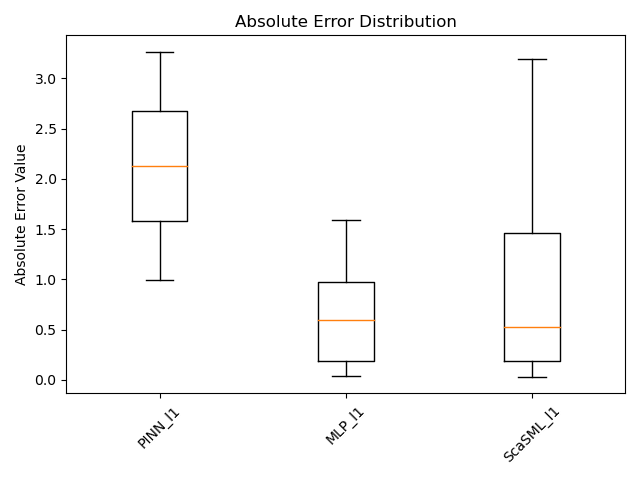 Absolute Error Distribution
Absolute Error Value
3.0
2.5
2.0
1.5
1.0
0.5
0.0
PINN_l1
MLP_l1
ScaSML_l1